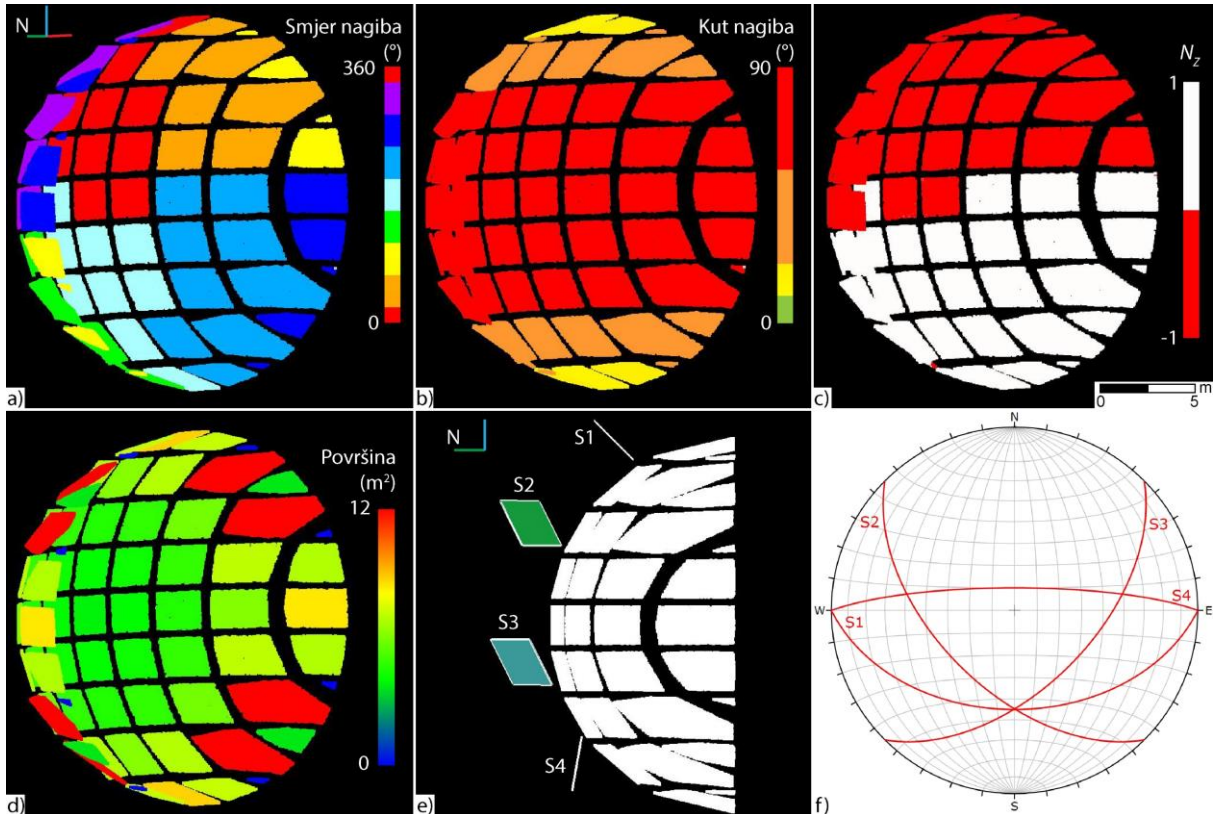 N
Smjer nagiba
(°)
360
0
a)
Kut nagiba
(°)
90
0
b)
N_Z
1
-1
0 5 m
c)
Površina
(m²)
12
0
d)
N
S1
S2
S3
S4
e)
N
S2
S3
S4
W
E
S1
S
f)